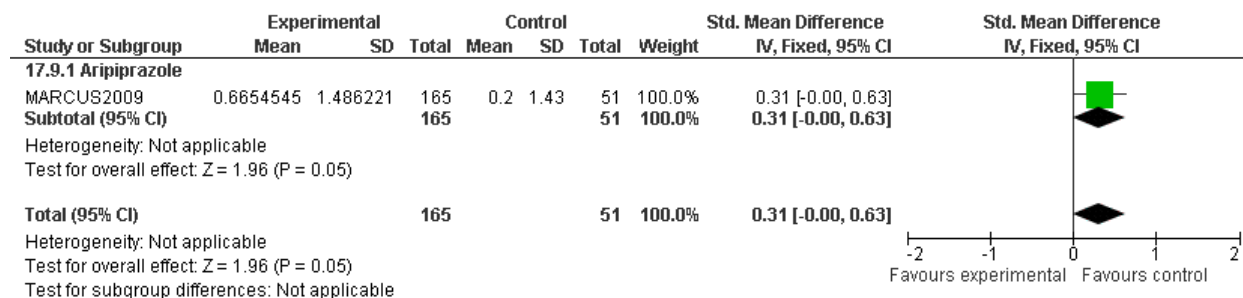 Experimental Control Std. Mean Difference Std. Mean Difference
Study or Subgroup Mean SD Total Mean SD Total Weight IV, Fixed, 95% CI IV, Fixed, 95% CI
17.9.1 Aripiprazole
MARCUS2009 0.6654545 1.486221 165 0.2 1.43 51 100.0% 0.31 [-0.00, 0.63]
Subtotal (95% CI) 165 51 100.0% 0.31 [-0.00, 0.63]
Heterogeneity: Not applicable
Test for overall effect: Z = 1.96 (P = 0.05)
Total (95% CI) 165 51 100.0% 0.31 [-0.00, 0.63]
Heterogeneity: Not applicable
Test for overall effect: Z = 1.96 (P = 0.05)
Test for subgroup differences: Not applicable
-2 -1 0 1 2
Favours experimental Favours control